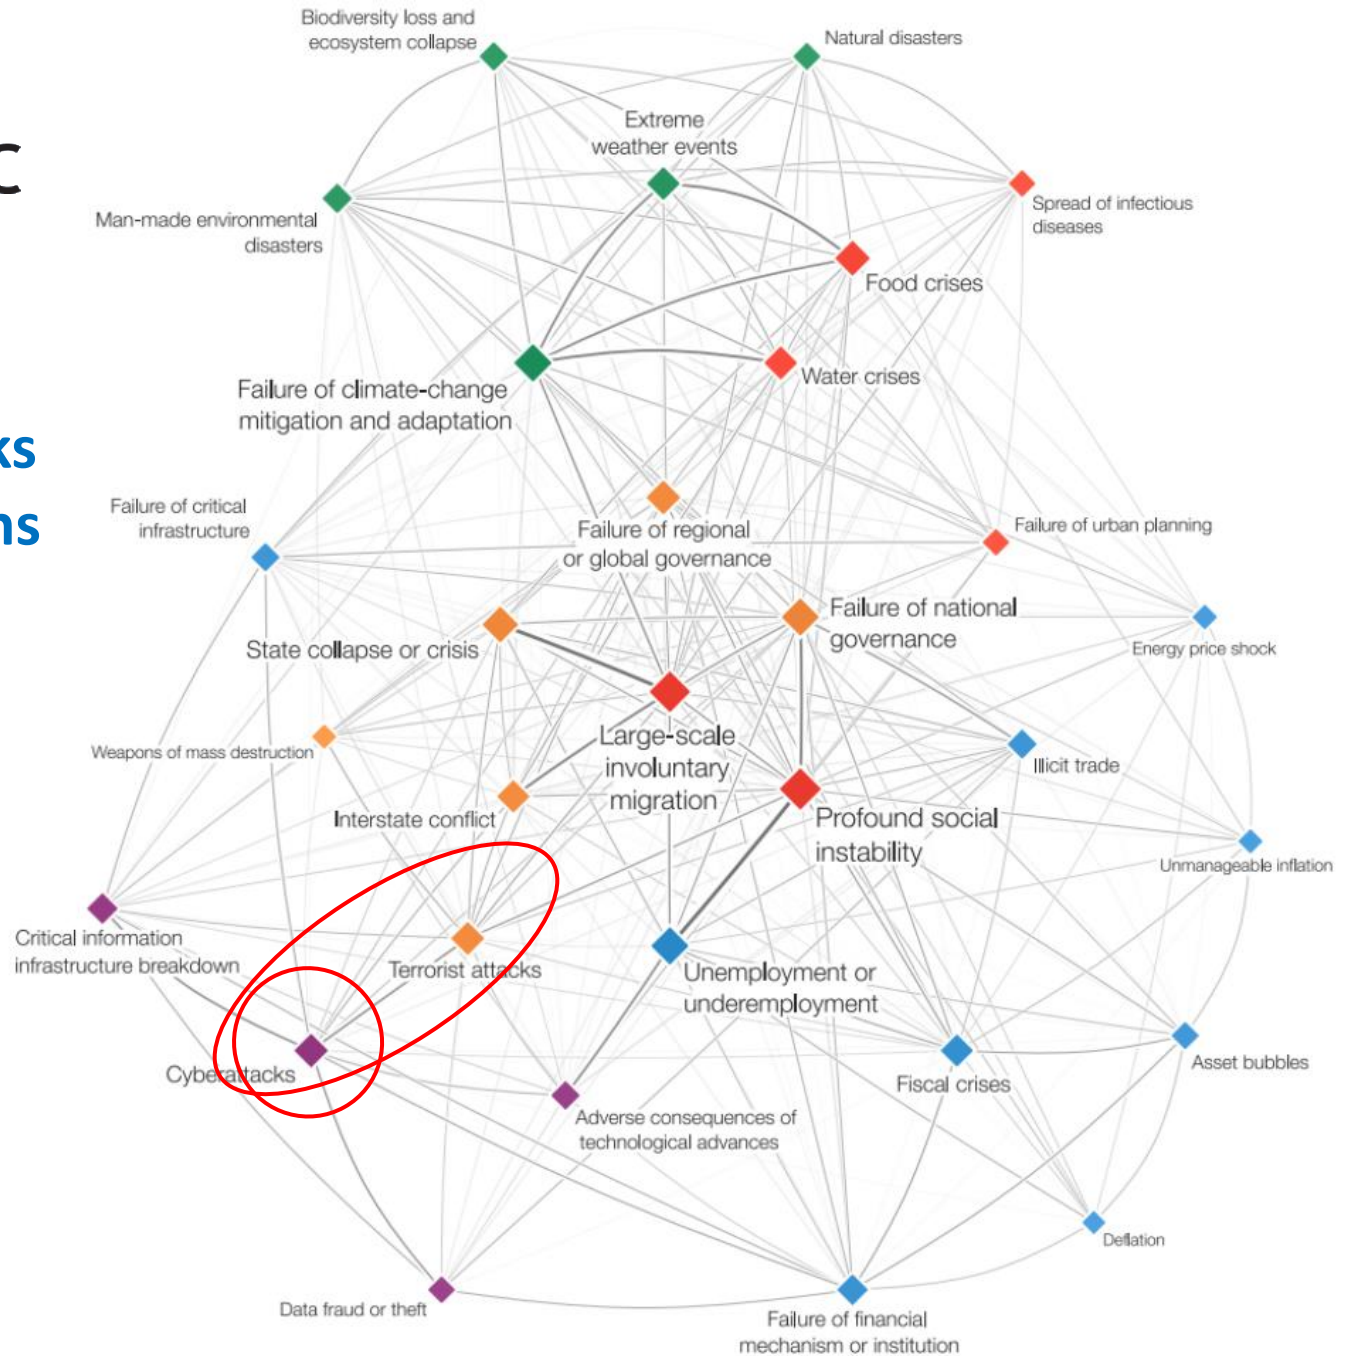 Biodiversity loss and
ecosystem collapse
Natural disasters
Extreme
weather events
C
Man-made environmental
disasters
Spread of infectious
diseases
Food crises
Failure of climate-change
mitigation and adaptation
Water crises
ks
ns
Failure of critical
infrastructure
Failure of regional
or global governance
Failure of urban planning
State collapse or crisis
Failure of national
governance
Energy price shock
Weapons of mass destruction
Large-scale
involuntary
migration
Illicit trade
Interstate conflict
Profound social
instability
Unmanageable inflation
Critical information
infrastructure breakdown
Terrorist attacks
Unemployment or
underemployment
Cyberattacks
Fiscal crises
Asset bubbles
Adverse consequences of
technological advances
Deflation
Data fraud or theft
Failure of financial
mechanism or institution